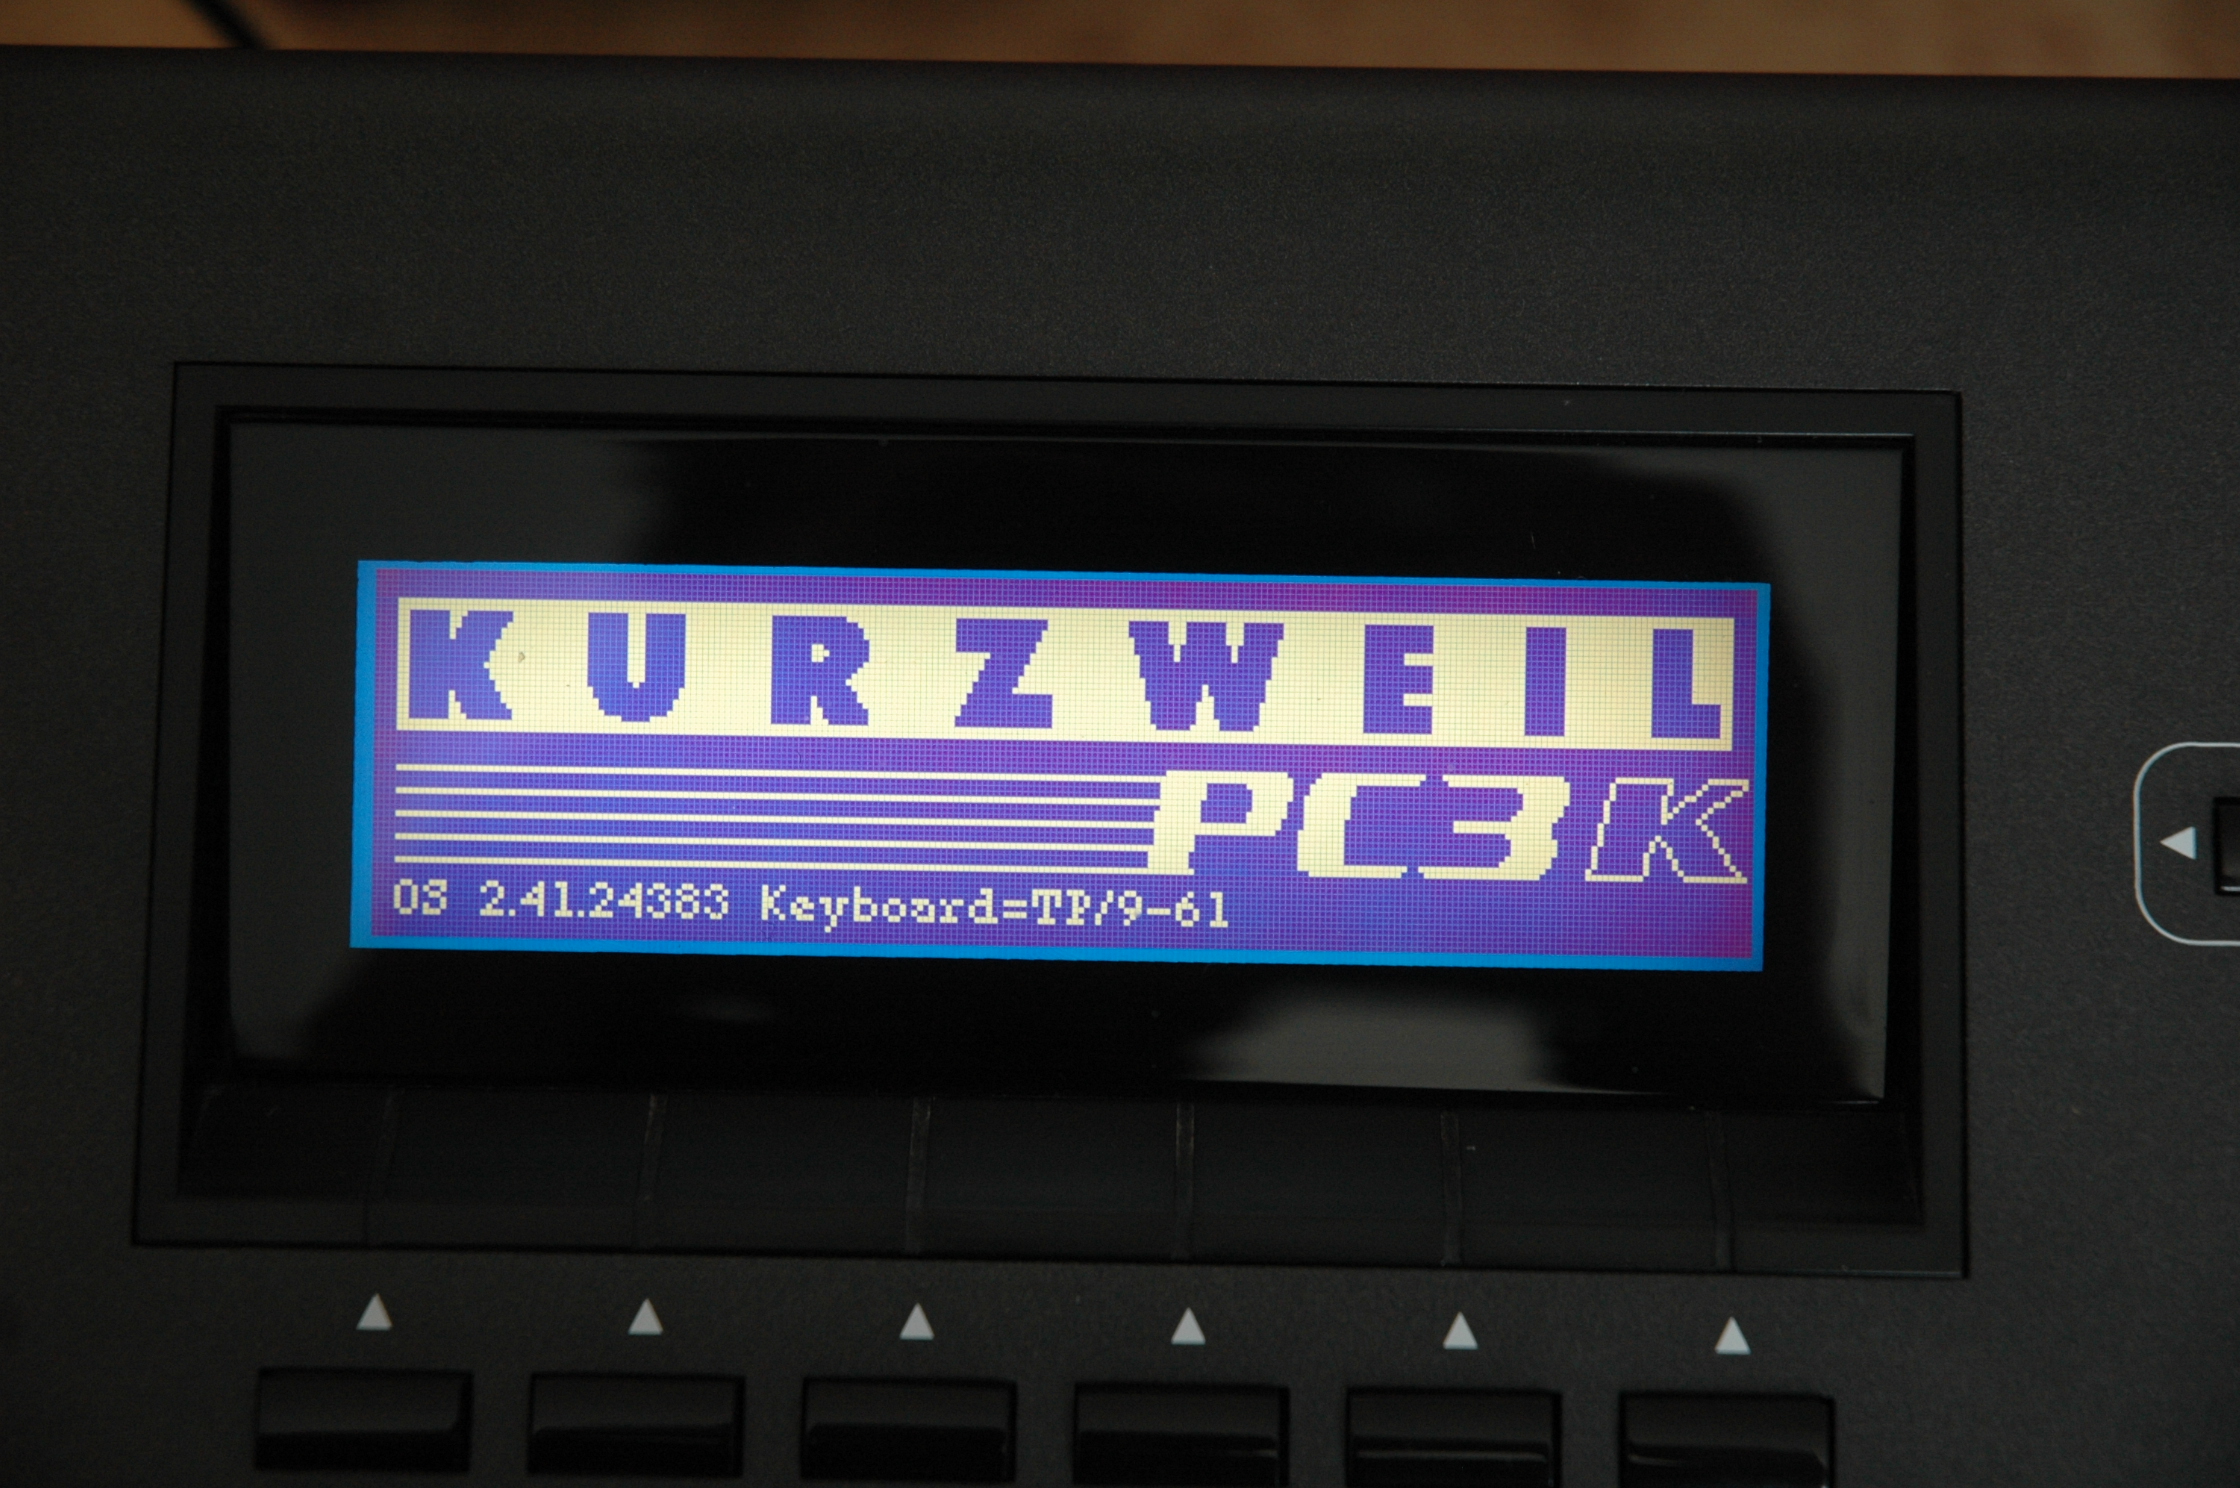 KURZWEIL
PC3K
OS 2.41.24383 Keyboard=TP/9-61